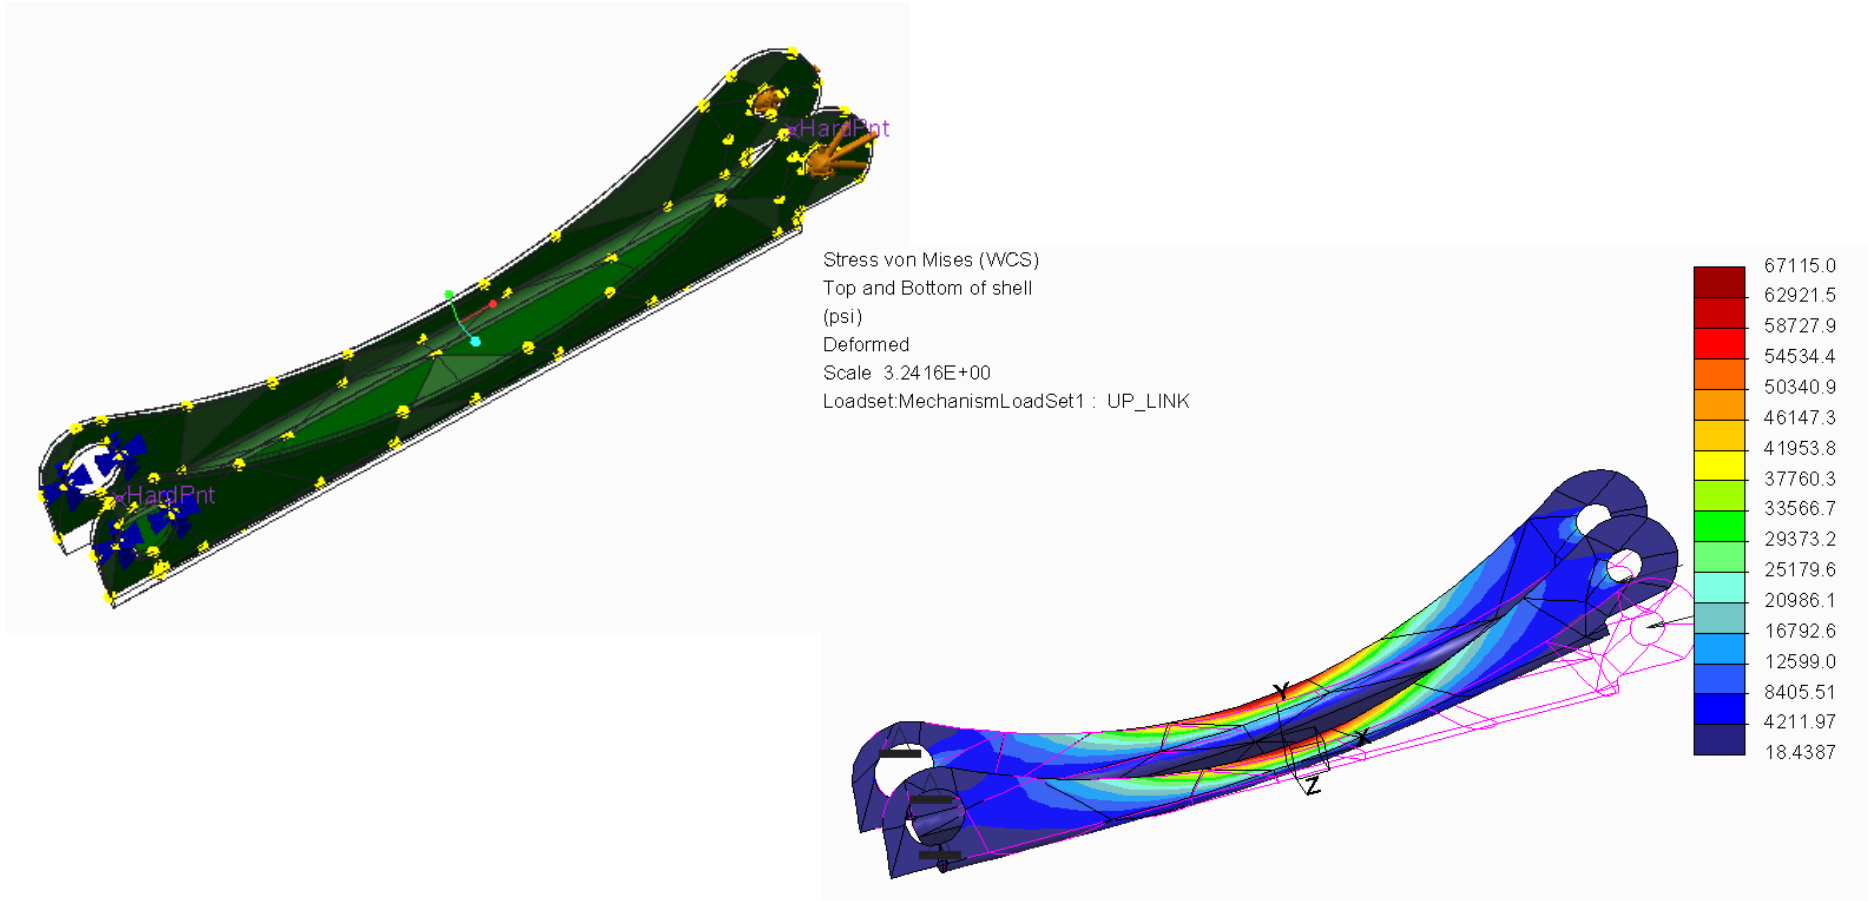 ×HardPnt
×HardPnt
Stress von Mises (WCS)
Top and Bottom of shell
(psi)
Deformed
Scale 3.2416E+00
Loadset:MechanismLoadSet1 : UP_LINK
67115.0
62921.5
58727.9
54534.4
50340.9
46147.3
41953.8
37760.3
33566.7
29373.2
25179.6
20986.1
16792.6
12599.0
8405.51
4211.97
18.4387
Y
X
Z